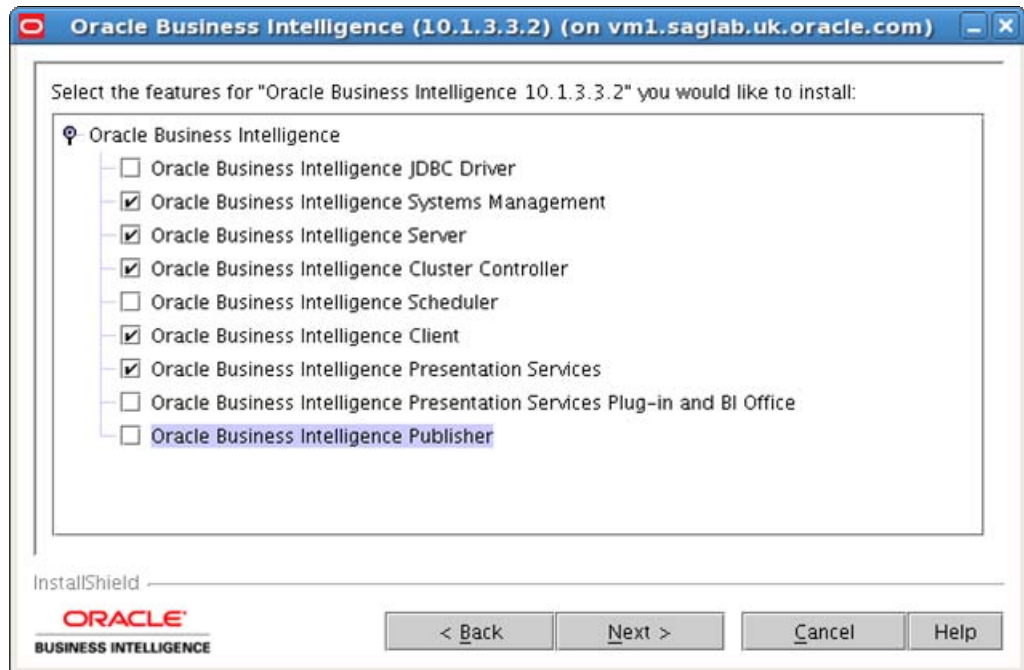 Oracle Business Intelligence (10.1.3.3.2) (on vm1.saglab.uk.oracle.com)
Select the features for "Oracle Business Intelligence 10.1.3.3.2" you would like to install:
Oracle Business Intelligence
Oracle Business Intelligence JDBC Driver
Oracle Business Intelligence Systems Management
Oracle Business Intelligence Server
Oracle Business Intelligence Cluster Controller
Oracle Business Intelligence Scheduler
Oracle Business Intelligence Client
Oracle Business Intelligence Presentation Services
Oracle Business Intelligence Presentation Services Plug-in and BI Office
Oracle Business Intelligence Publisher
InstallShield
ORACLE'
BUSINESS INTELLIGENCE
< Back
Next >
Cancel
Help